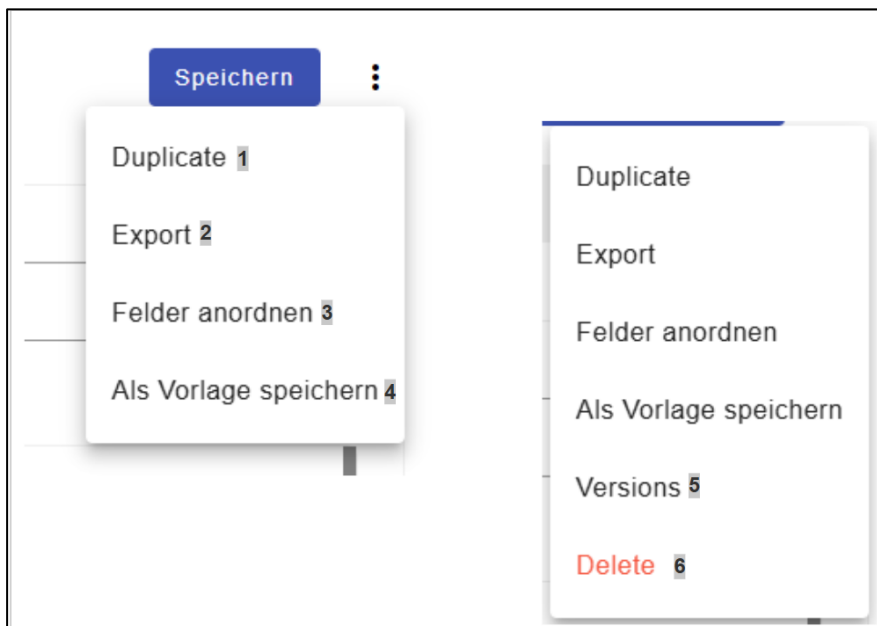 Speichern
Duplicate 1
Export 2
Felder anordnen 3
Als Vorlage speichern 4
Duplicate
Export
Felder anordnen
Als Vorlage speichern
Versions 5
Delete 6